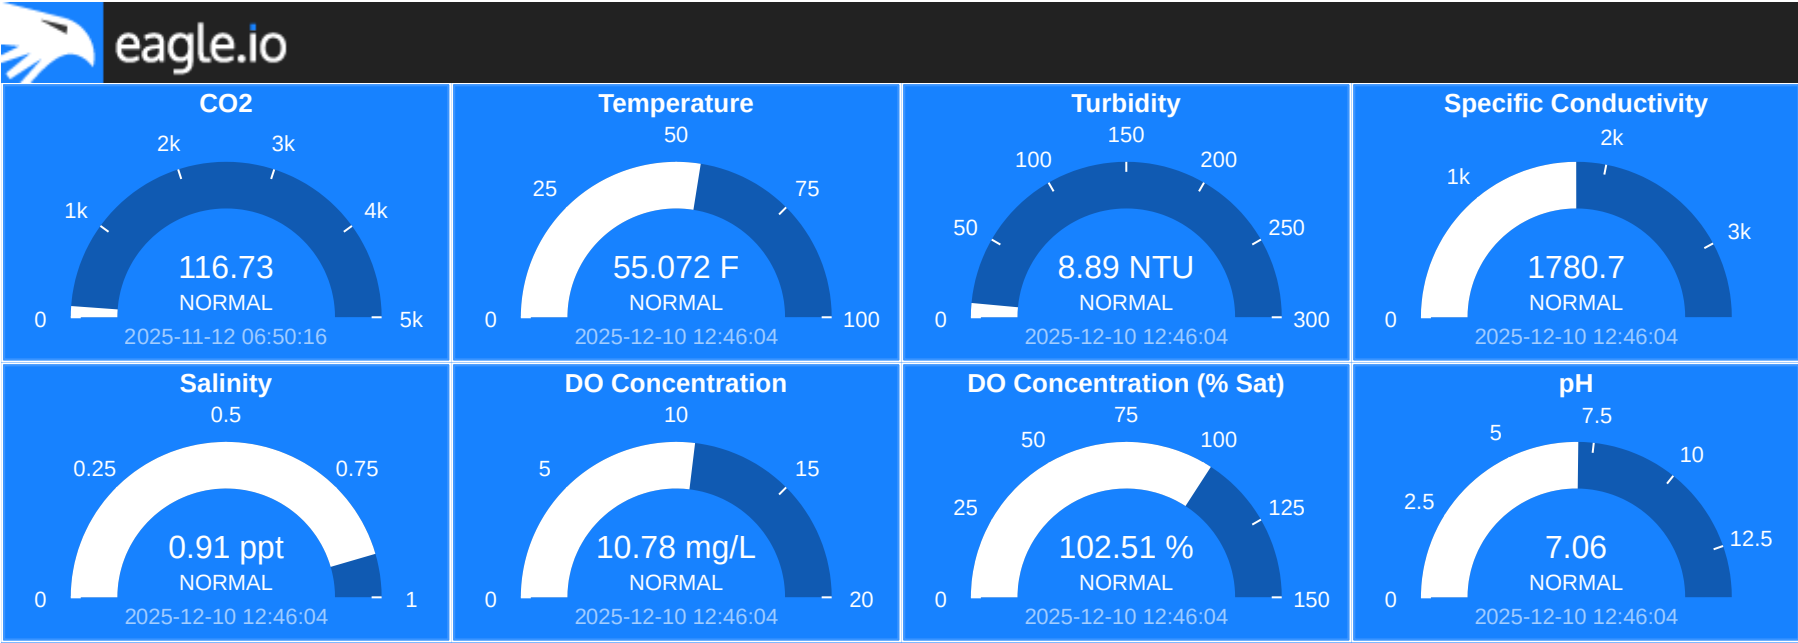 eagle.io
CO2
2k
3k
1k
4k
116.73
NORMAL
0
5k
2025-11-12 06:50:16
Temperature
50
25
75
55.072 F
NORMAL
0
100
2025-12-10 12:46:04
Turbidity
150
100
200
50
250
8.89 NTU
NORMAL
0
300
2025-12-10 12:46:04
Specific Conductivity
2k
1k
3k
1780.7
NORMAL
0
2025-12-10 12:46:04
Salinity
0.5
0.25
0.75
0.91 ppt
NORMAL
0
1
2025-12-10 12:46:04
DO Concentration
10
5
15
10.78 mg/L
NORMAL
0
20
2025-12-10 12:46:04
DO Concentration (% Sat)
75
50
100
25
125
102.51 %
NORMAL
0
150
2025-12-10 12:46:04
pH
7.5
5
10
2.5
12.5
7.06
NORMAL
0
2025-12-10 12:46:04